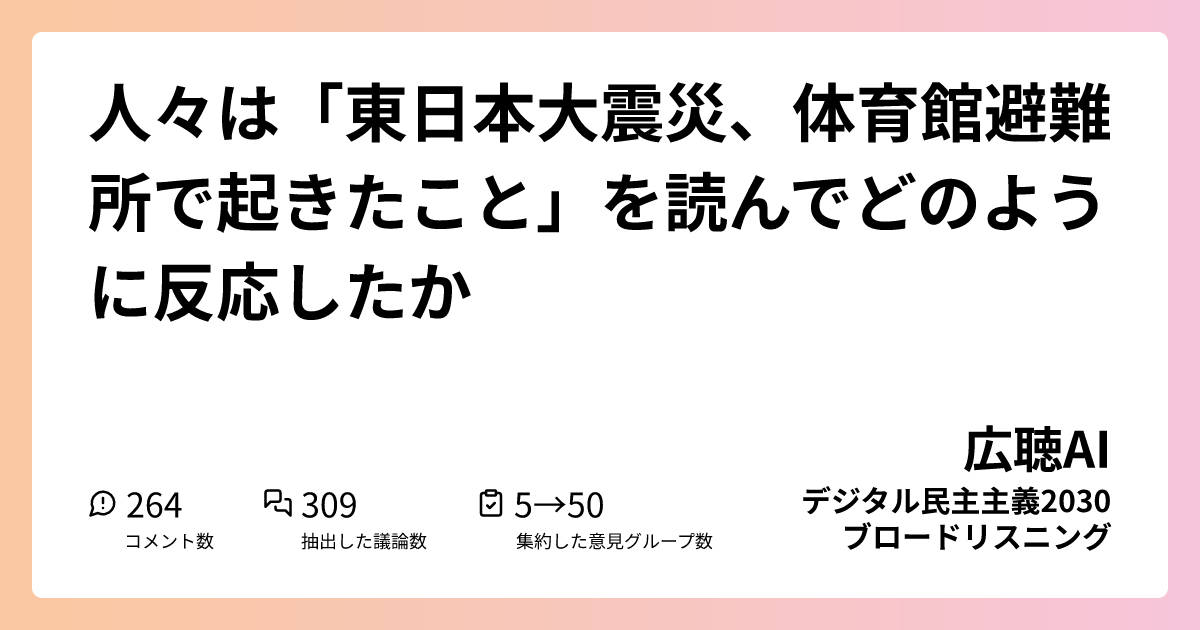 人々は「東日本大震災、体育館避難
所で起きたこと」を読んでどのよう
に反応したか
広聴AI
デジタル民主主義2030
ブロードリスニング
264
コメント数
309
抽出した議論数
5→50
集約した意見グループ数